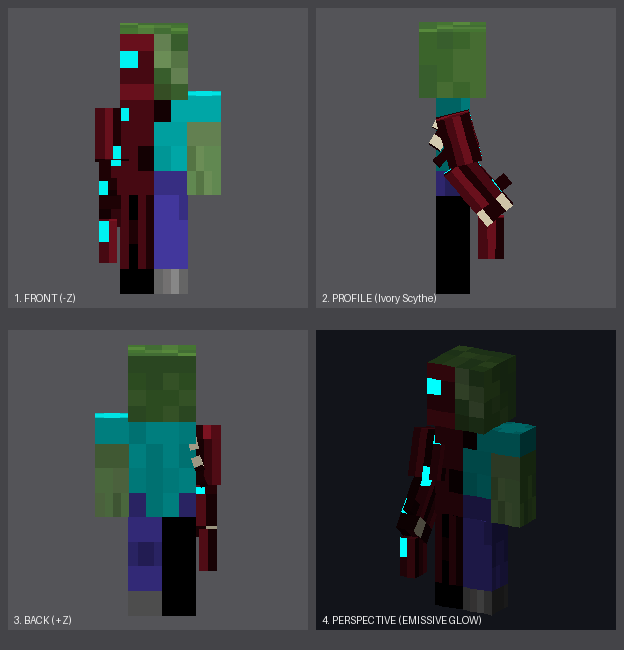 1. FRONT (-Z)
2. PROFILE (Ivory Scythe)
3. BACK (+Z)
4. PERSPECTIVE (EMISSIVE GLOW)